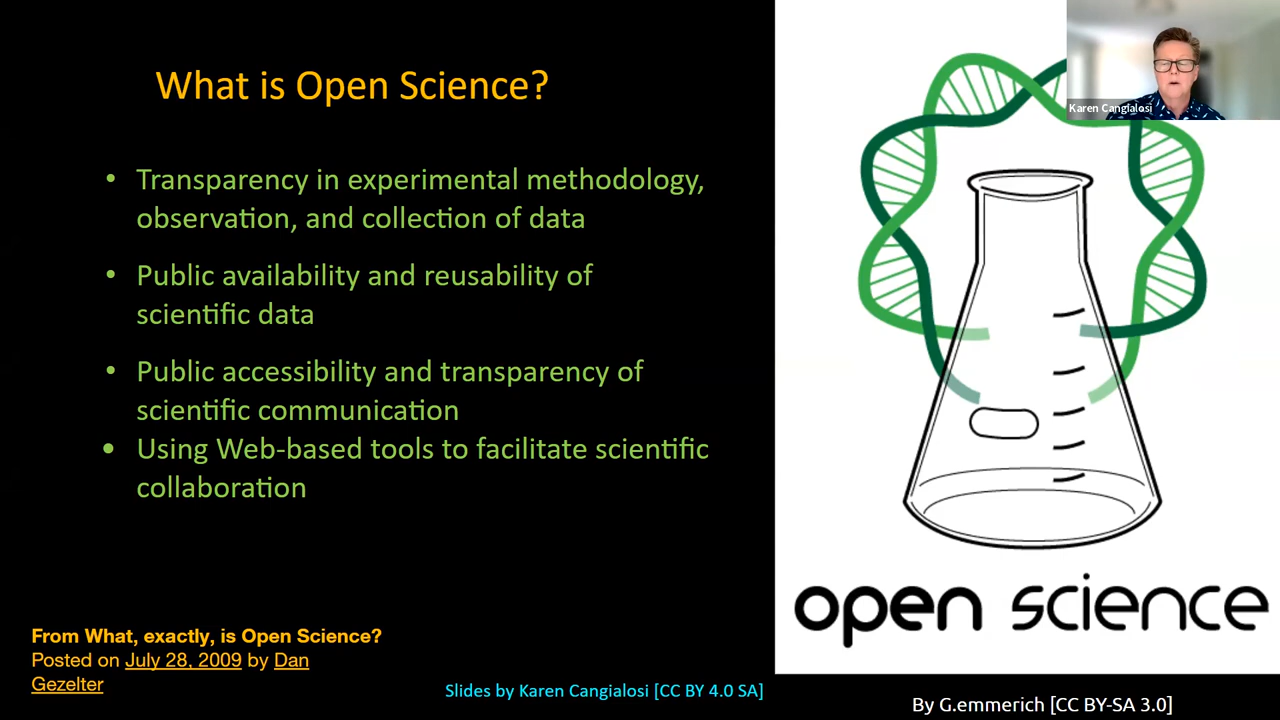 What is Open Science?
• Transparency in experimental methodology,
observation, and collection of data
• Public availability and reusability of
scientific data
• Public accessibility and transparency of
scientific communication
• Using Web-based tools to facilitate scientific
collaboration
From What, exactly, is Open Science?
Posted on July 28, 2009 by Dan
Gezelter
Slides by Karen Cangialosi [CC BY 4.0 SA]
Karen Cangialosi
open science
By G.emmerich [CC BY-SA 3.0]